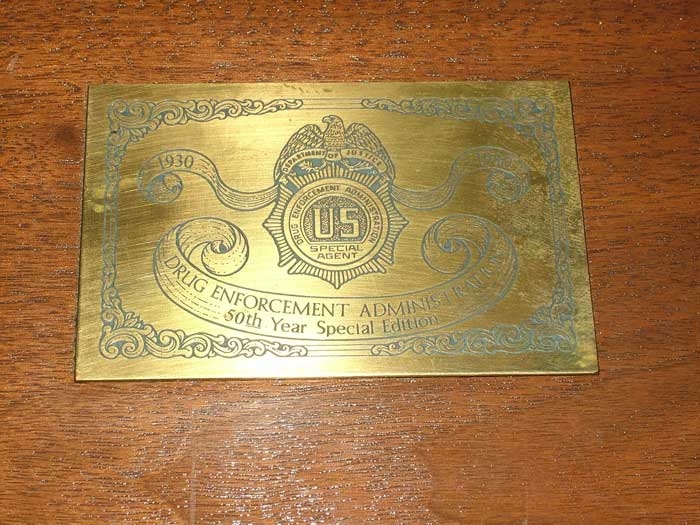 1930
DEPARTMENT OF JUSTICE
DRUG ENFORCEMENT ADMINISTRATION
US
SPECIAL
AGENT
DRUG ENFORCEMENT ADMINISTRATION
50th Year Special Edition